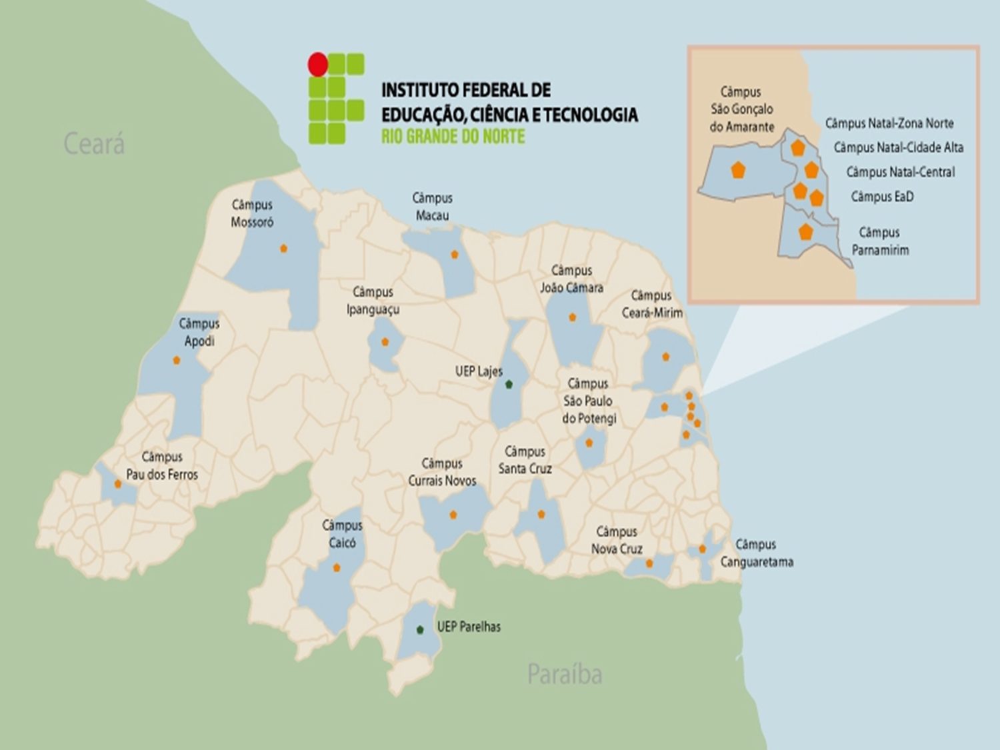 INSTITUTO FEDERAL DE
EDUCAÇÃO, CIÊNCIA E TECNOLOGIA
RIO GRANDE DO NORTE
Ceará
Câmpus
São Gonçalo
do Amarante
Câmpus Natal-Zona Norte
Câmpus Natal-Cidade Alta
Câmpus Natal-Central
Câmpus EaD
Câmpus
Parnamirim
Câmpus
Mossoró
Câmpus
Macau
Câmpus
João Câmara
Câmpus
Ceará-Mirim
Câmpus
Ipanguaçu
Câmpus
Apodi
UEP Lajes
Câmpus
São Paulo
do Potengi
Câmpus
Pau dos Ferros
Câmpus
Currais Novos
Câmpus
Santa Cruz
Câmpus
Caicó
Câmpus
Nova Cruz
Câmpus
Canguaretama
UEP Parelhas
Paraíba